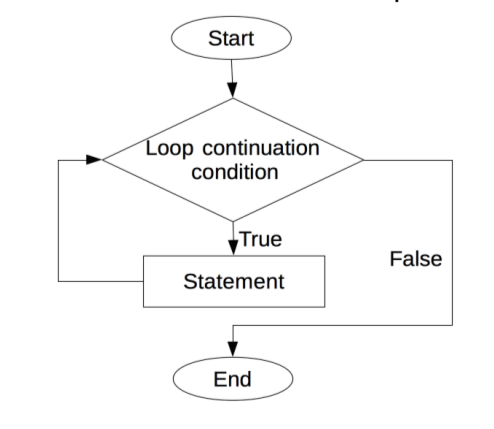 Start
Loop continuation
condition
True
False
Statement
End